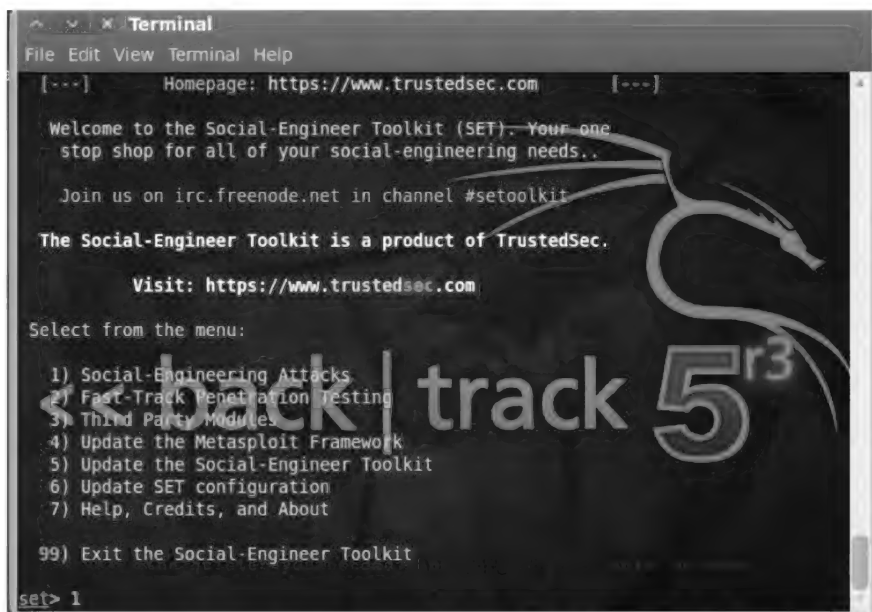 Terminal
File Edit View Terminal Help
[---] Homepage: https://www.trustedsec.com [---]
Welcome to the Social-Engineer Toolkit (SET). Your one
stop shop for all of your social-engineering needs..
Join us on irc.freenode.net in channel #setoolkit
The Social-Engineer Toolkit is a product of TrustedSec.
Visit: https://www.trustedsec.com
Select from the menu:
1) Social-Engineering Attacks
2) Fast-Track Penetration Testing
3) Third Party Modules
4) Update the Metasploit Framework
5) Update the Social-Engineer Toolkit
6) Update SET configuration
7) Help, Credits, and About
99) Exit the Social-Engineer Toolkit
set> 1
<< back | track 5 r3